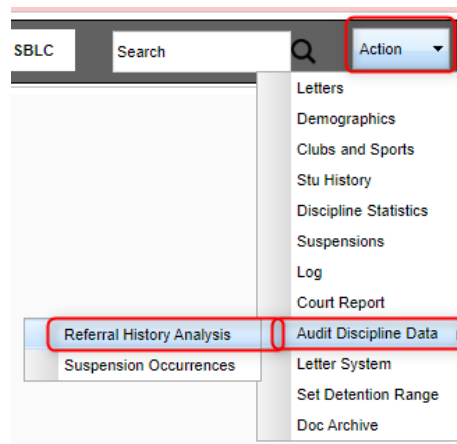 SBLC
Search
Action
Letters
Demographics
Clubs and Sports
Stu History
Discipline Statistics
Suspensions
Log
Court Report
Referral History Analysis
Audit Discipline Data
Suspension Occurrences
Letter System
Set Detention Range
Doc Archive